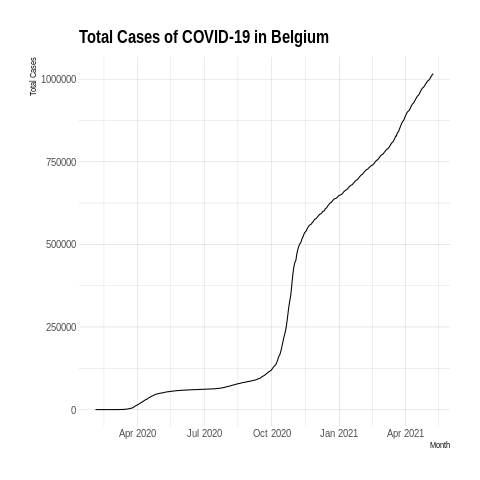 Total Cases of COVID-19 in Belgium
Total Cases
1000000
750000
500000
250000
0
Apr 2020 Jul 2020 Oct 2020 Jan 2021 Apr 2021
Month